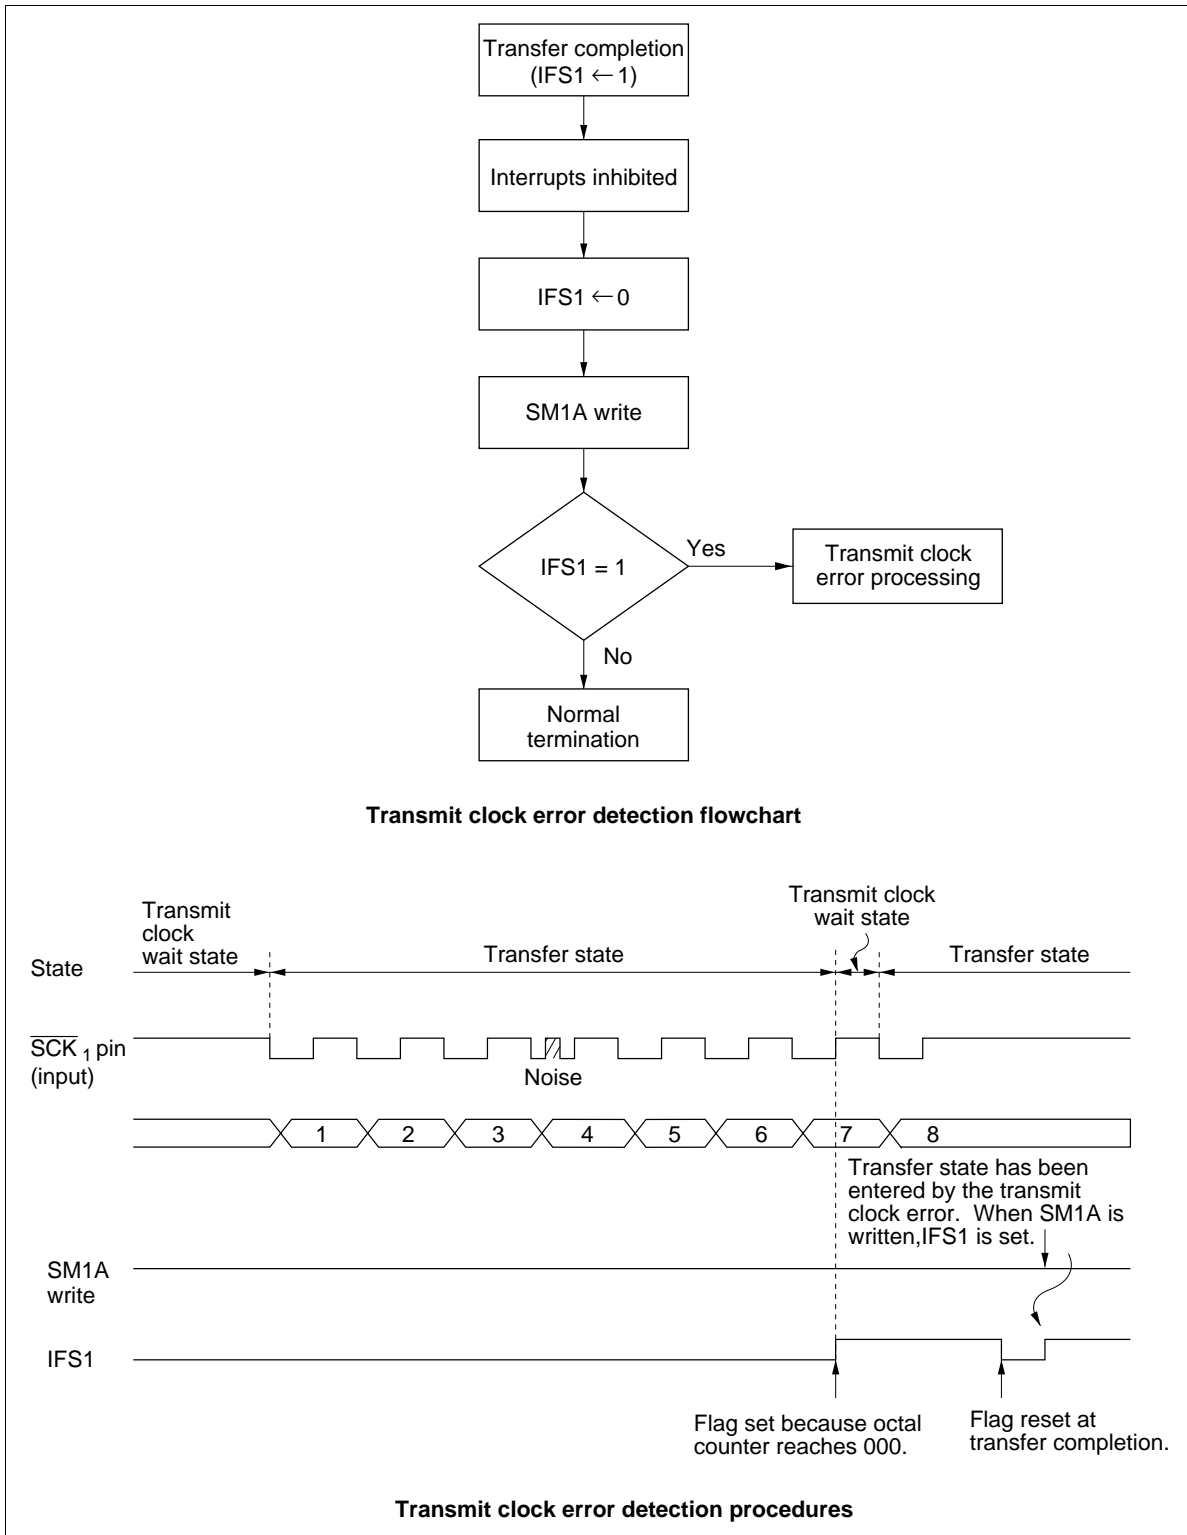 Transfer completion
(IFS1 ← 1)
Interrupts inhibited
IFS1 ← 0
SM1A write
IFS1 = 1
Yes
Transmit clock
error processing
No
Normal
termination
Transmit clock error detection flowchart
Transmit
clock
wait state
Transfer state
Transmit clock
wait state
Transfer state
State
SCK 1 pin
(input)
Noise
1 2 3 4 5 6 7 8
Transfer state has been
entered by the transmit
clock error. When SM1A is
written,IFS1 is set.
SM1A
write
IFS1
Flag set because octal
counter reaches 000.
Flag reset at
transfer completion.
Transmit clock error detection procedures